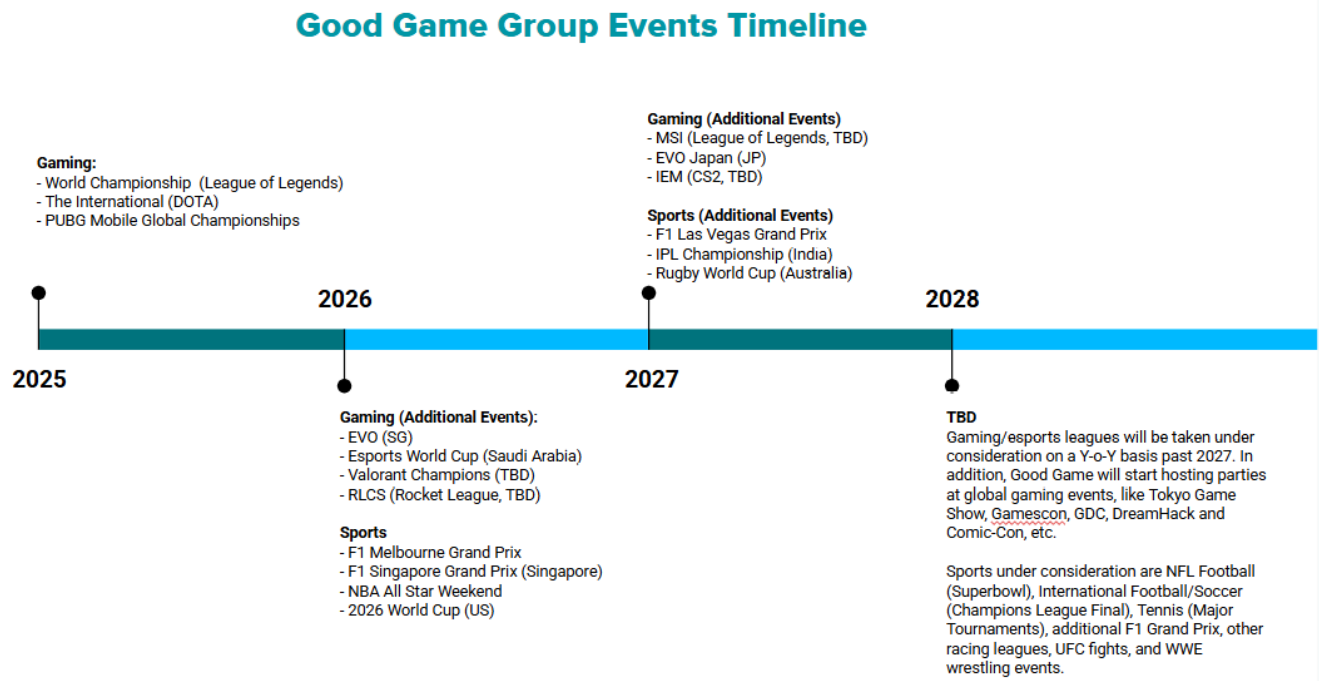 Good Game Group Events Timeline
Gaming:
- World Championship  (League of Legends)
- The International (DOTA)
- PUBG Mobile Global Championships
2025
2026
Gaming (Additional Events):
- EVO (SG)
- Esports World Cup (Saudi Arabia)
- Valorant Champions (TBD)
- RLCS (Rocket League, TBD)
Sports
- F1 Melbourne Grand Prix
- F1 Singapore Grand Prix (Singapore)
- NBA All Star Weekend
- 2026 World Cup (US)
Gaming (Additional Events)
- MSI (League of Legends, TBD)
- EVO Japan (JP)
- IEM (CS2, TBD)
Sports (Additional Events)
- F1 Las Vegas Grand Prix
- IPL Championship (India)
- Rugby World Cup (Australia)
2027
2028
TBD
Gaming/esports leagues will be taken under
consideration on a Y-o-Y basis past 2027. In
addition, Good Game will start hosting parties
at global gaming events, like Tokyo Game
Show, Gamescon, GDC, DreamHack and
Comic-Con, etc.
Sports under consideration are NFL Football
(Superbowl), International Football/Soccer
(Champions League Final), Tennis (Major
Tournaments), additional F1 Grand Prix, other
racing leagues, UFC fights, and WWE
wrestling events.